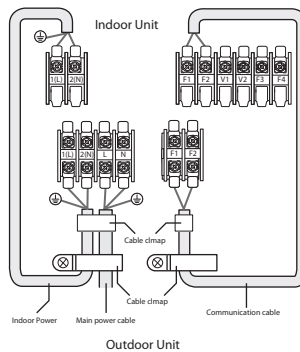 Indoor Unit
1(L) 2(N)
F1 F2 V1 V2 F3 F4
1(L) 2(N) L N
F1 F2
Cable clmap
Cable clmap
Indoor Power
Main power cable
Communication cable
Outdoor Unit